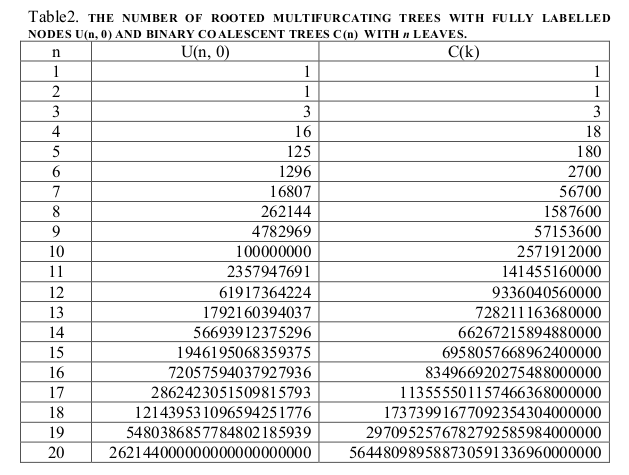 Table2. THE NUMBER OF ROOTED MULTIFURCATING TREES WITH FULLY LABELLED
NODES U(n, 0) AND BINARY COALESCENT TREES C(n) WITH n LEAVES.
n U(n, 0) C(k)
1 1 1
2 1 1
3 3 3
4 16 18
5 125 180
6 1296 2700
7 16807 56700
8 262144 1587600
9 4782969 57153600
10 100000000 2571912000
11 2357947691 141455160000
12 61917364224 9336040560000
13 1792160394037 728211163680000
14 56693912375296 66267215894880000
15 1946195068359375 6958057668962400000
16 72057594037927936 834966920275488000000
17 2862423051509815793 113555501157466368000000
18 121439531096594251776 17373991677092354304000000
19 5480386857784802185939 2970952576782792585984000000
20 262144000000000000000000 564480989588730591336960000000